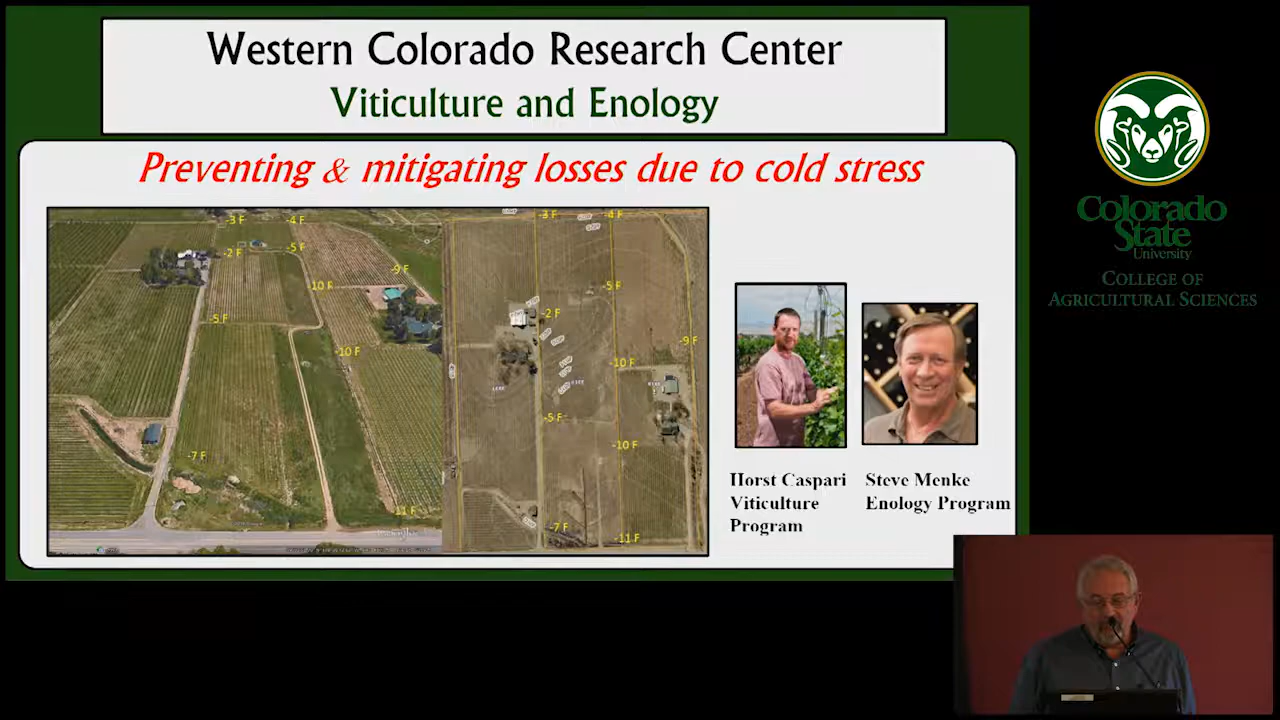 Western Colorado Research Center
Viticulture and Enology
Preventing & mitigating losses due to cold stress
-3 F
-4 F
-2 F
-5 F
-9 F
10 F
-5 F
-10 F
-7 F
11 F
-3 F
-4 F
-5 F
-2 F
-9 F
-10 F
-5 F
-10 F
-7 F
-11 F
Horst Caspari
Viticulture
Program
Steve Menke
Enology Program
Colorado
State
University
COLLEGE OF
AGRICULTURAL SCIENCES